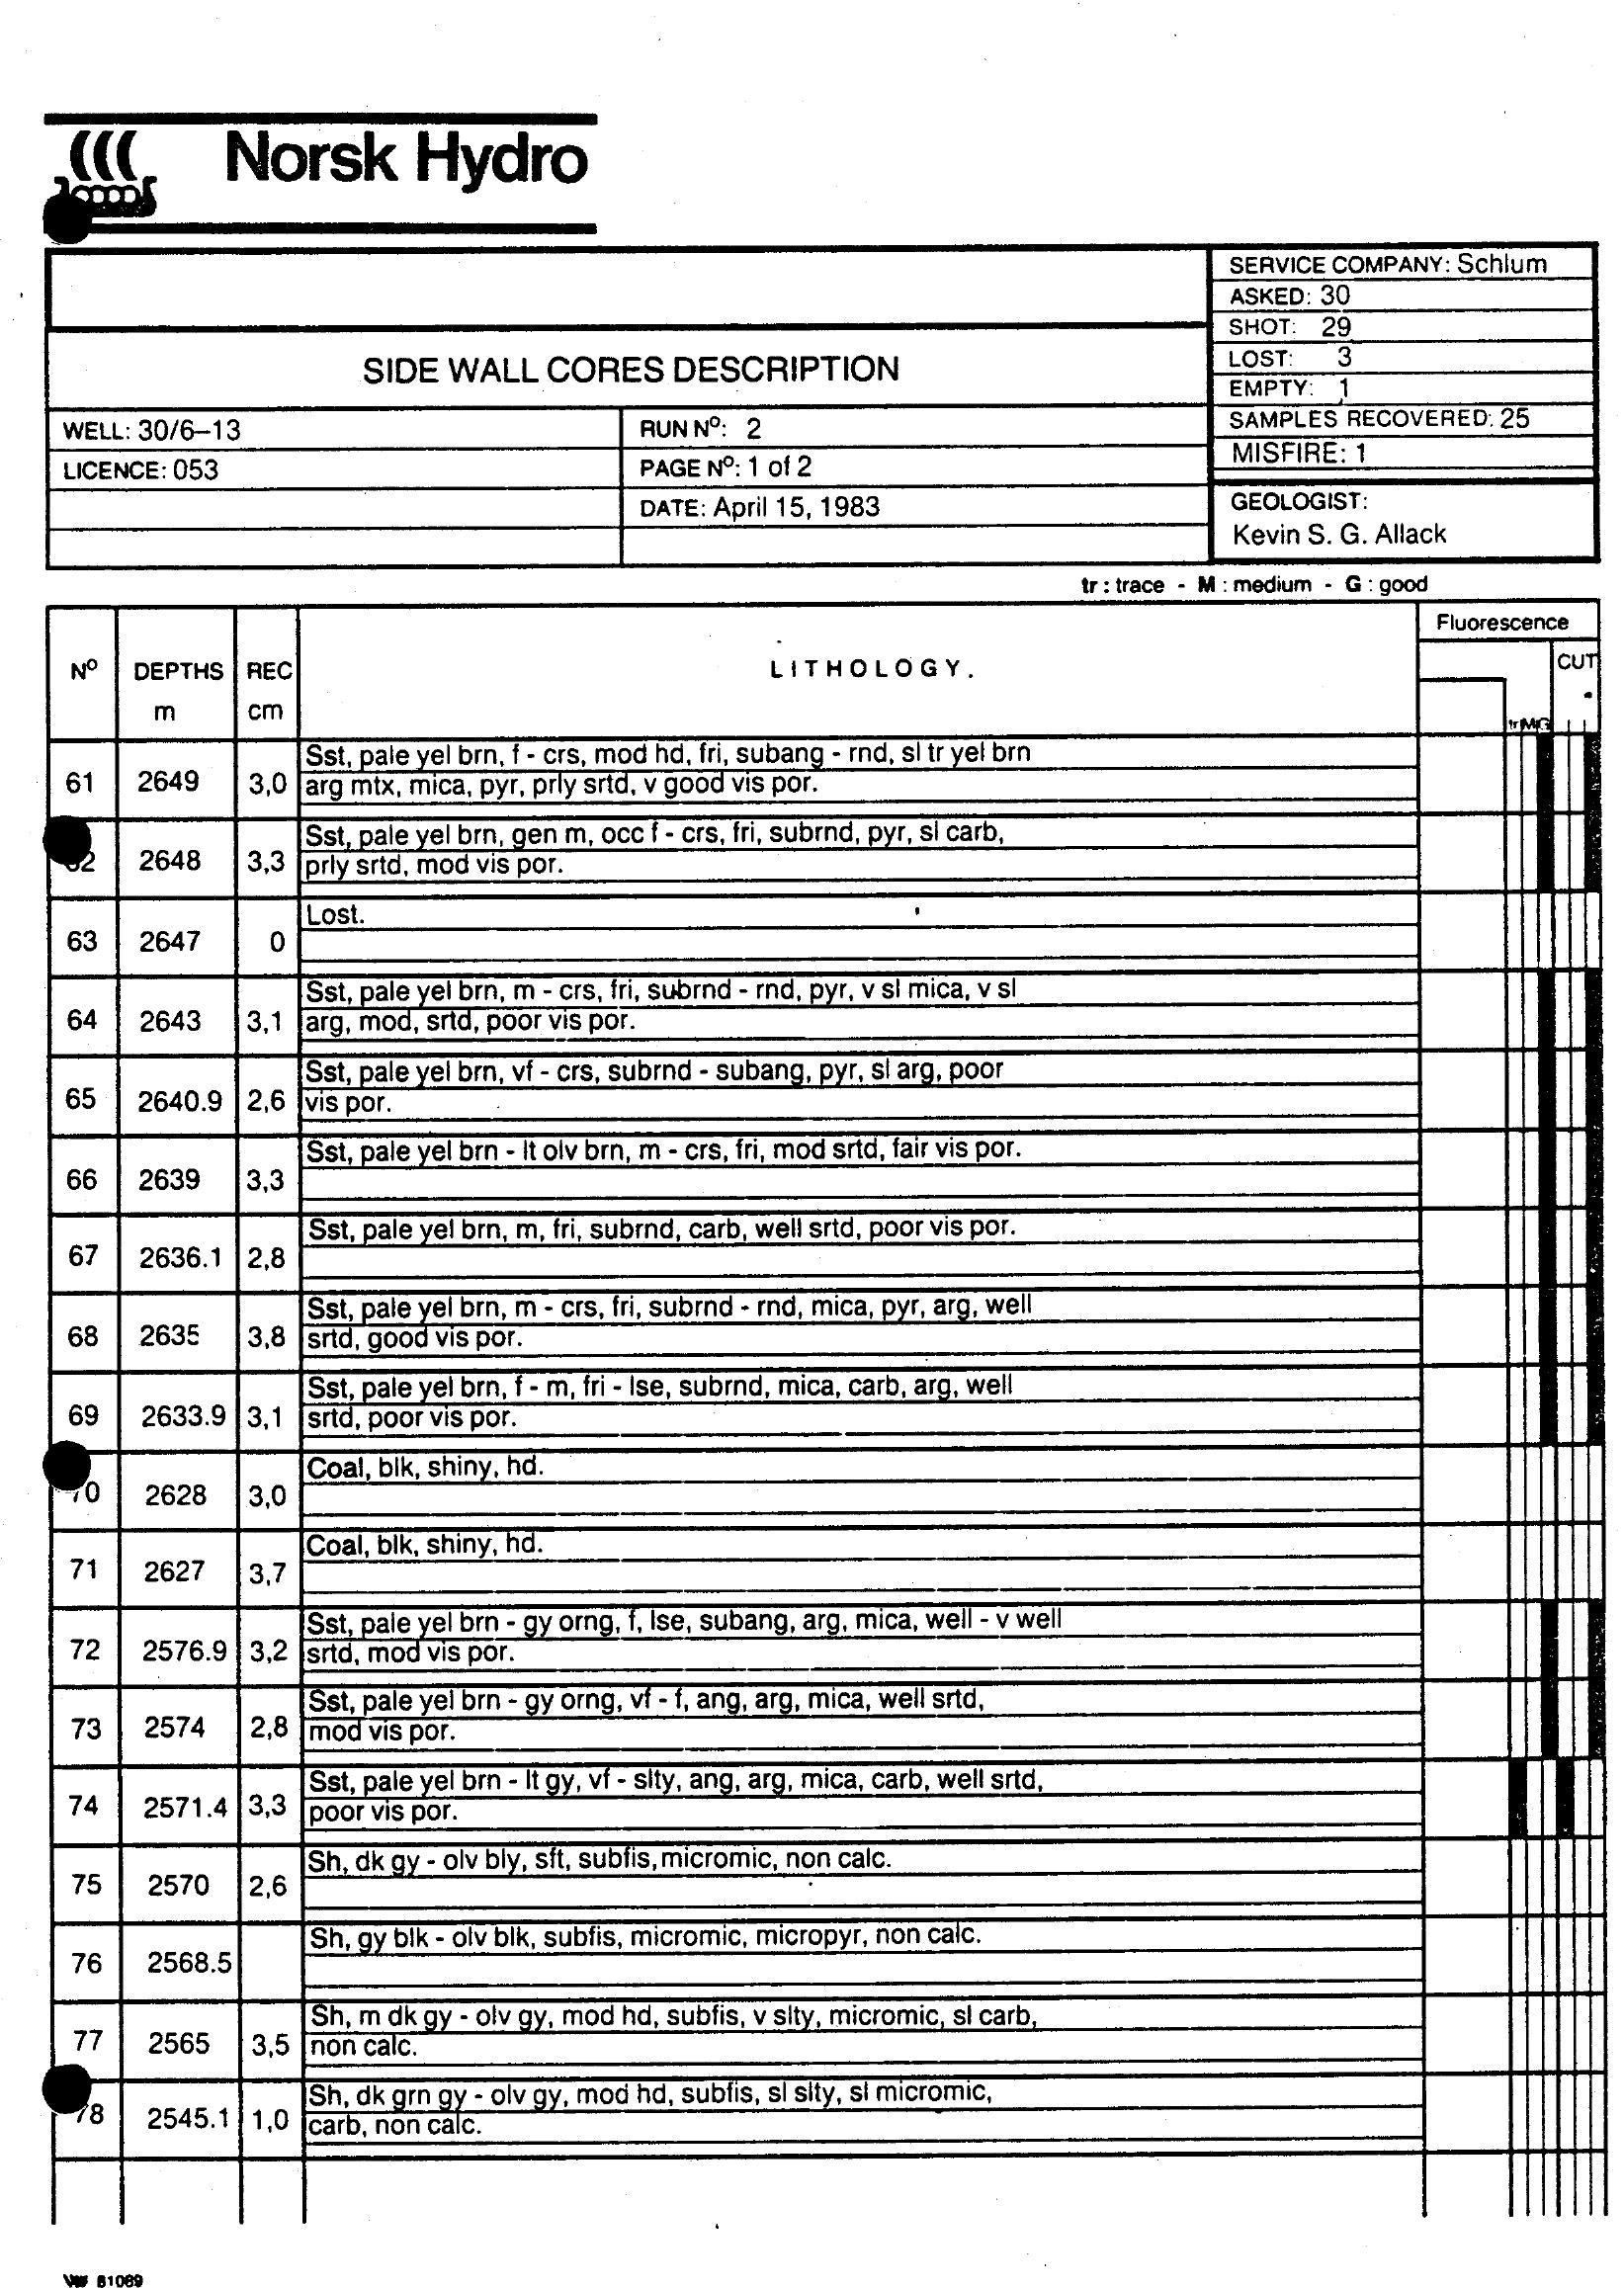 Norsk Hydro
SERVICE COMPANY: Schlum
ASKED: 30
SHOT: 29
LOST: 3
EMPTY: 1
SAMPLES RECOVERED: 25
MISFIRE: 1
SIDE WALL CORES DESCRIPTION
WELL: 30/6–13
RUN Nº: 2
LICENCE: 053
PAGE Nº: 1 of 2
DATE: April 15, 1983
GEOLOGIST:
Kevin S. G. Allack
tr : trace - M : medium - G : good
Nº DEPTHS m REC cm LITHOLOGY. Fluorescence CUT
tr M G
61 2649 3,0 Sst, pale yel brn, f - crs, mod hd, fri, subang - rnd, sl tr yel brn
arg mtx, mica, pyr, prly srtd, v good vis por.
62 2648 3,3 Sst, pale yel brn, gen m, occ f - crs, fri, subrnd, pyr, sl carb,
prly srtd, mod vis por.
63 2647 0 Lost.
64 2643 3,1 Sst, pale yel brn, m - crs, fri, subrnd - rnd, pyr, v sl mica, v sl
arg, mod, srtd, poor vis por.
65 2640.9 2,6 Sst, pale yel brn, vf - crs, subrnd - subang, pyr, sl arg, poor
vis por.
66 2639 3,3 Sst, pale yel brn - lt olv brn, m - crs, fri, mod srtd, fair vis por.
67 2636.1 2,8 Sst, pale yel brn, m, fri, subrnd, carb, well srtd, poor vis por.
68 2635 3,8 Sst, pale yel brn, m - crs, fri, subrnd - rnd, mica, pyr, arg, well
srtd, good vis por.
69 2633.9 3,1 Sst, pale yel brn, f - m, fri - lse, subrnd, mica, carb, arg, well
srtd, poor vis por.
70 2628 3,0 Coal, blk, shiny, hd.
71 2627 3,7 Coal, blk, shiny, hd.
72 2576.9 3,2 Sst, pale yel brn - gy orng, f, lse, subang, arg, mica, well - v well
srtd, mod vis por.
73 2574 2,8 Sst, pale yel brn - gy orng, vf - f, ang, arg, mica, well srtd,
mod vis por.
74 2571.4 3,3 Sst, pale yel brn - lt gy, vf - slty, ang, arg, mica, carb, well srtd,
poor vis por.
75 2570 2,6 Sh, dk gy - olv bly, sft, subfis, micromic, non calc.
76 2568.5 Sh, gy blk - olv blk, subfis, micromic, micropyr, non calc.
77 2565 3,5 Sh, m dk gy - olv gy, mod hd, subfis, v slty, micromic, sl carb,
non calc.
78 2545.1 1,0 Sh, dk grn gy - olv gy, mod hd, subfis, sl slty, sl micromic,
carb, non calc.
81089